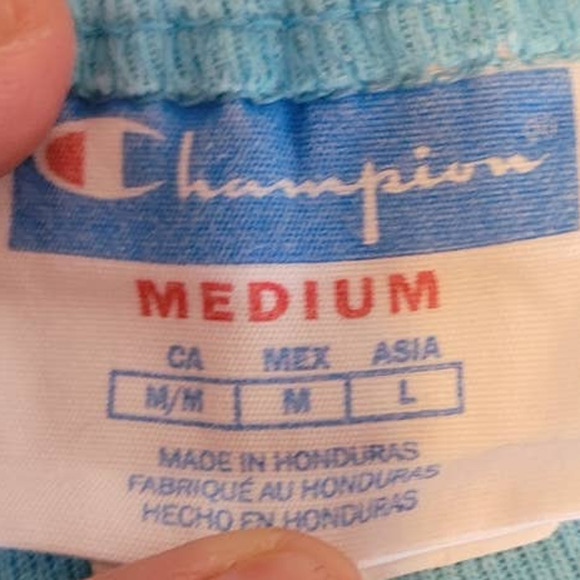 Champion®
MEDIUM
CA MEX ASIA
M/M M L
MADE IN HONDURAS
FABRIQUÉ AU HONDURAS
HECHO EN HONDURAS